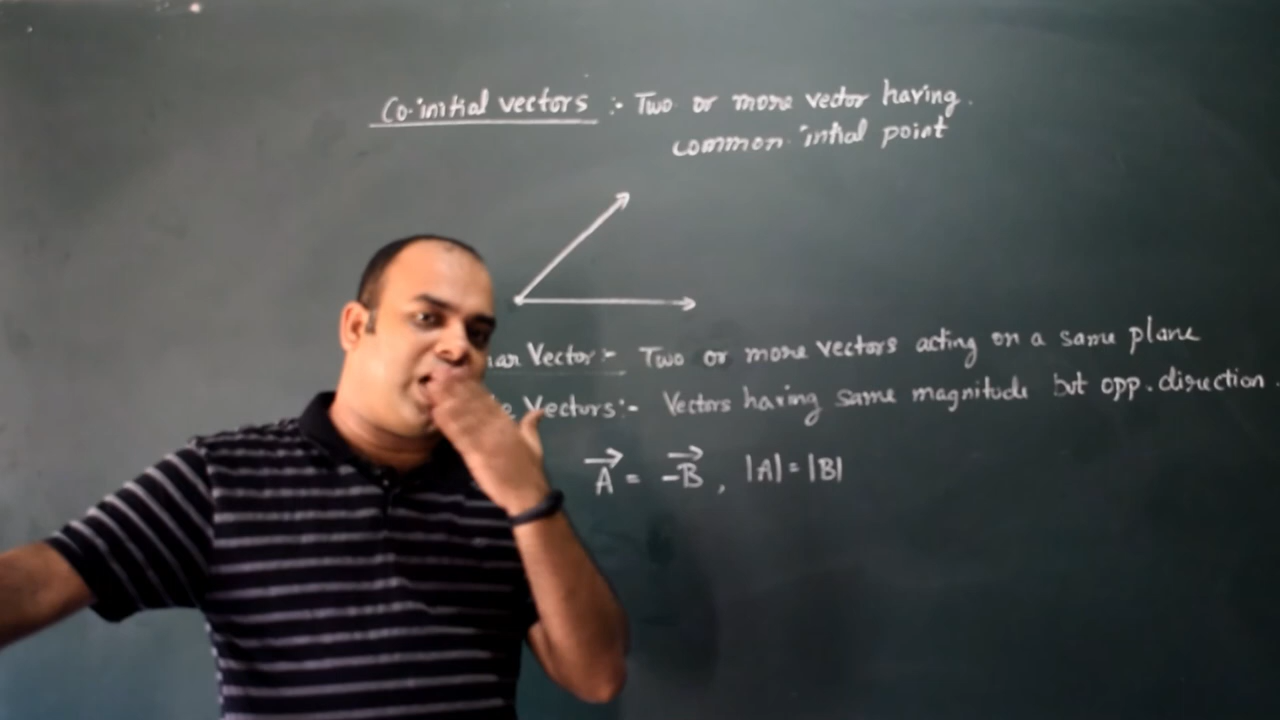 Co-initial vectors :- Two or more vector having
common intial point
Vector :- Two or more vectors acting on a same plane
Vectors :- Vectors having same magnitude but opp. direction.
A⃗ = -B⃗ , |A| = |B|